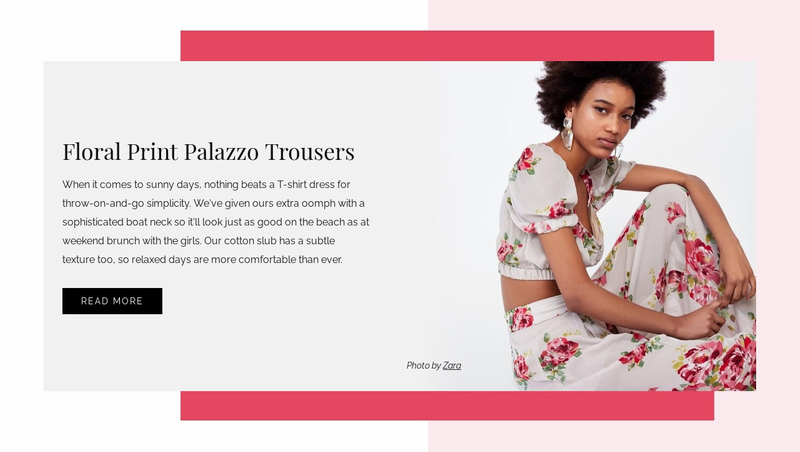 Floral Print Palazzo Trousers
When it comes to sunny days, nothing beats a T-shirt dress for
throw-on-and-go simplicity. We've given ours extra oomph with a
sophisticated boat neck so it'll look just as good on the beach as at
weekend brunch with the girls. Our cotton slub has a subtle
texture too, so relaxed days are more comfortable than ever.
READ MORE
Photo by Zara